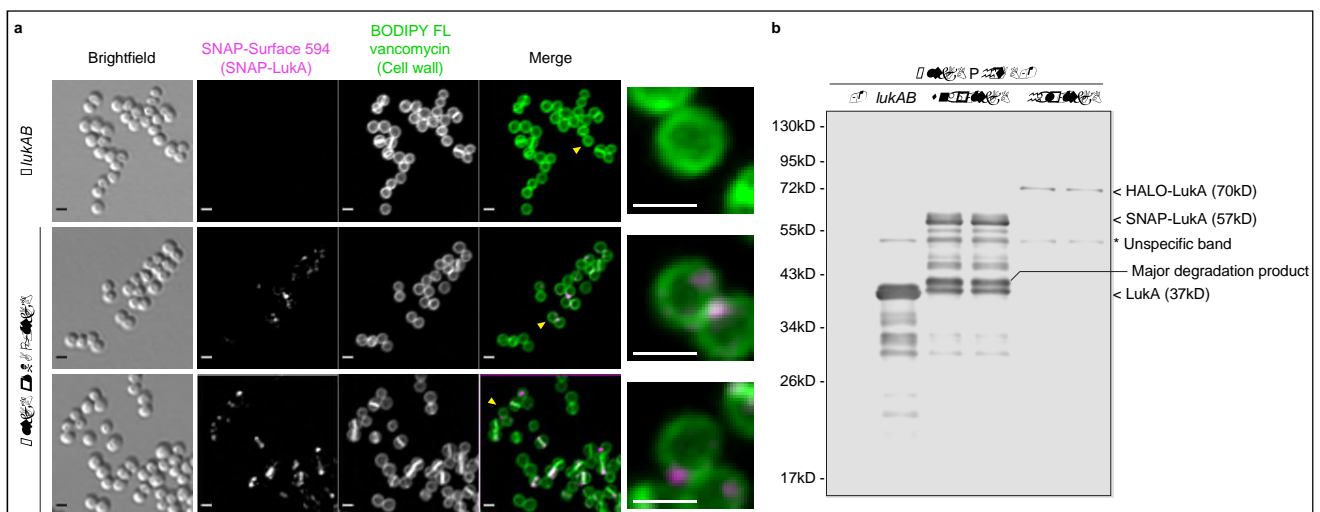 a
b
Brightfield
SNAP-Surface 594
(SNAP-LukA)
BODIPY FL
vancomycin
(Cell wall)
Merge
lukAB
lukAB
130kD -
95kD -
72kD -
55kD -
43kD -
34kD -
26kD -
17kD -
< HALO-LukA (70kD)
< SNAP-LukA (57kD)
* Unspecific band
Major degradation product
< LukA (37kD)